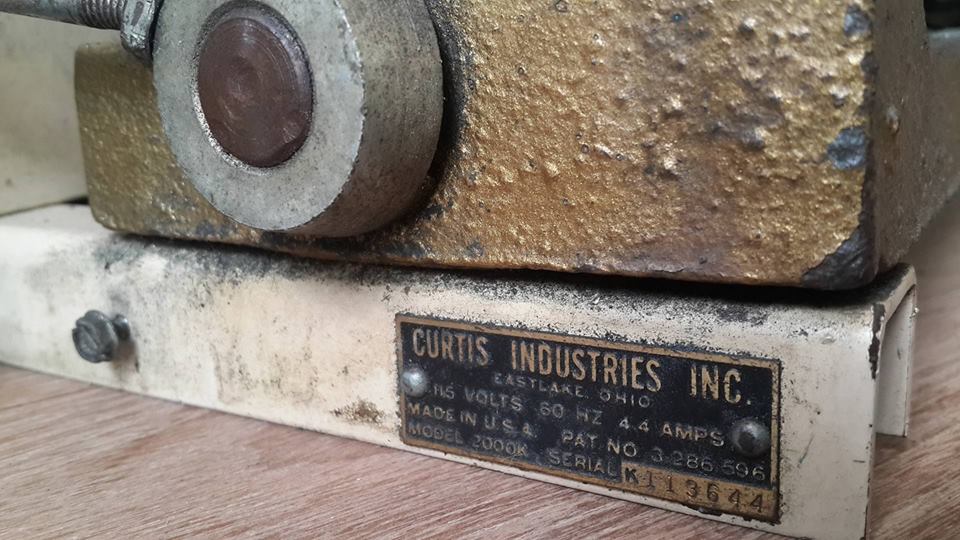 CURTIS INDUSTRIES INC.
EASTLAKE, OHIO
115 VOLTS 60 HZ 4.4 AMPS
MADE IN U.S.A. PAT. NO 3.286.596
MODEL 2000K SERIAL K113644